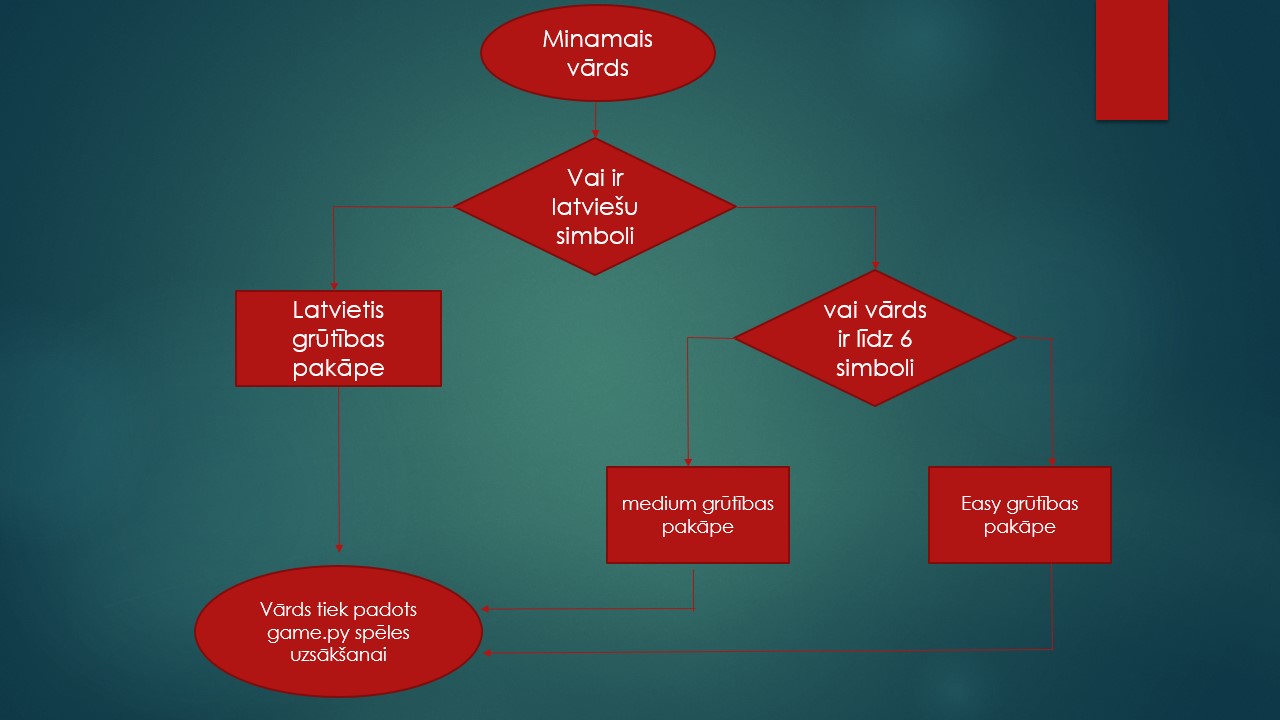 Minamais
vārds
Vai ir
latviešu
simboli
Latvietis
grūtības
pakāpe
vai vārds
ir līdz 6
simboli
medium grūtības
pakāpe
Easy grūtības
pakāpe
Vārds tiek padots
game.py spēles
uzsākšanai